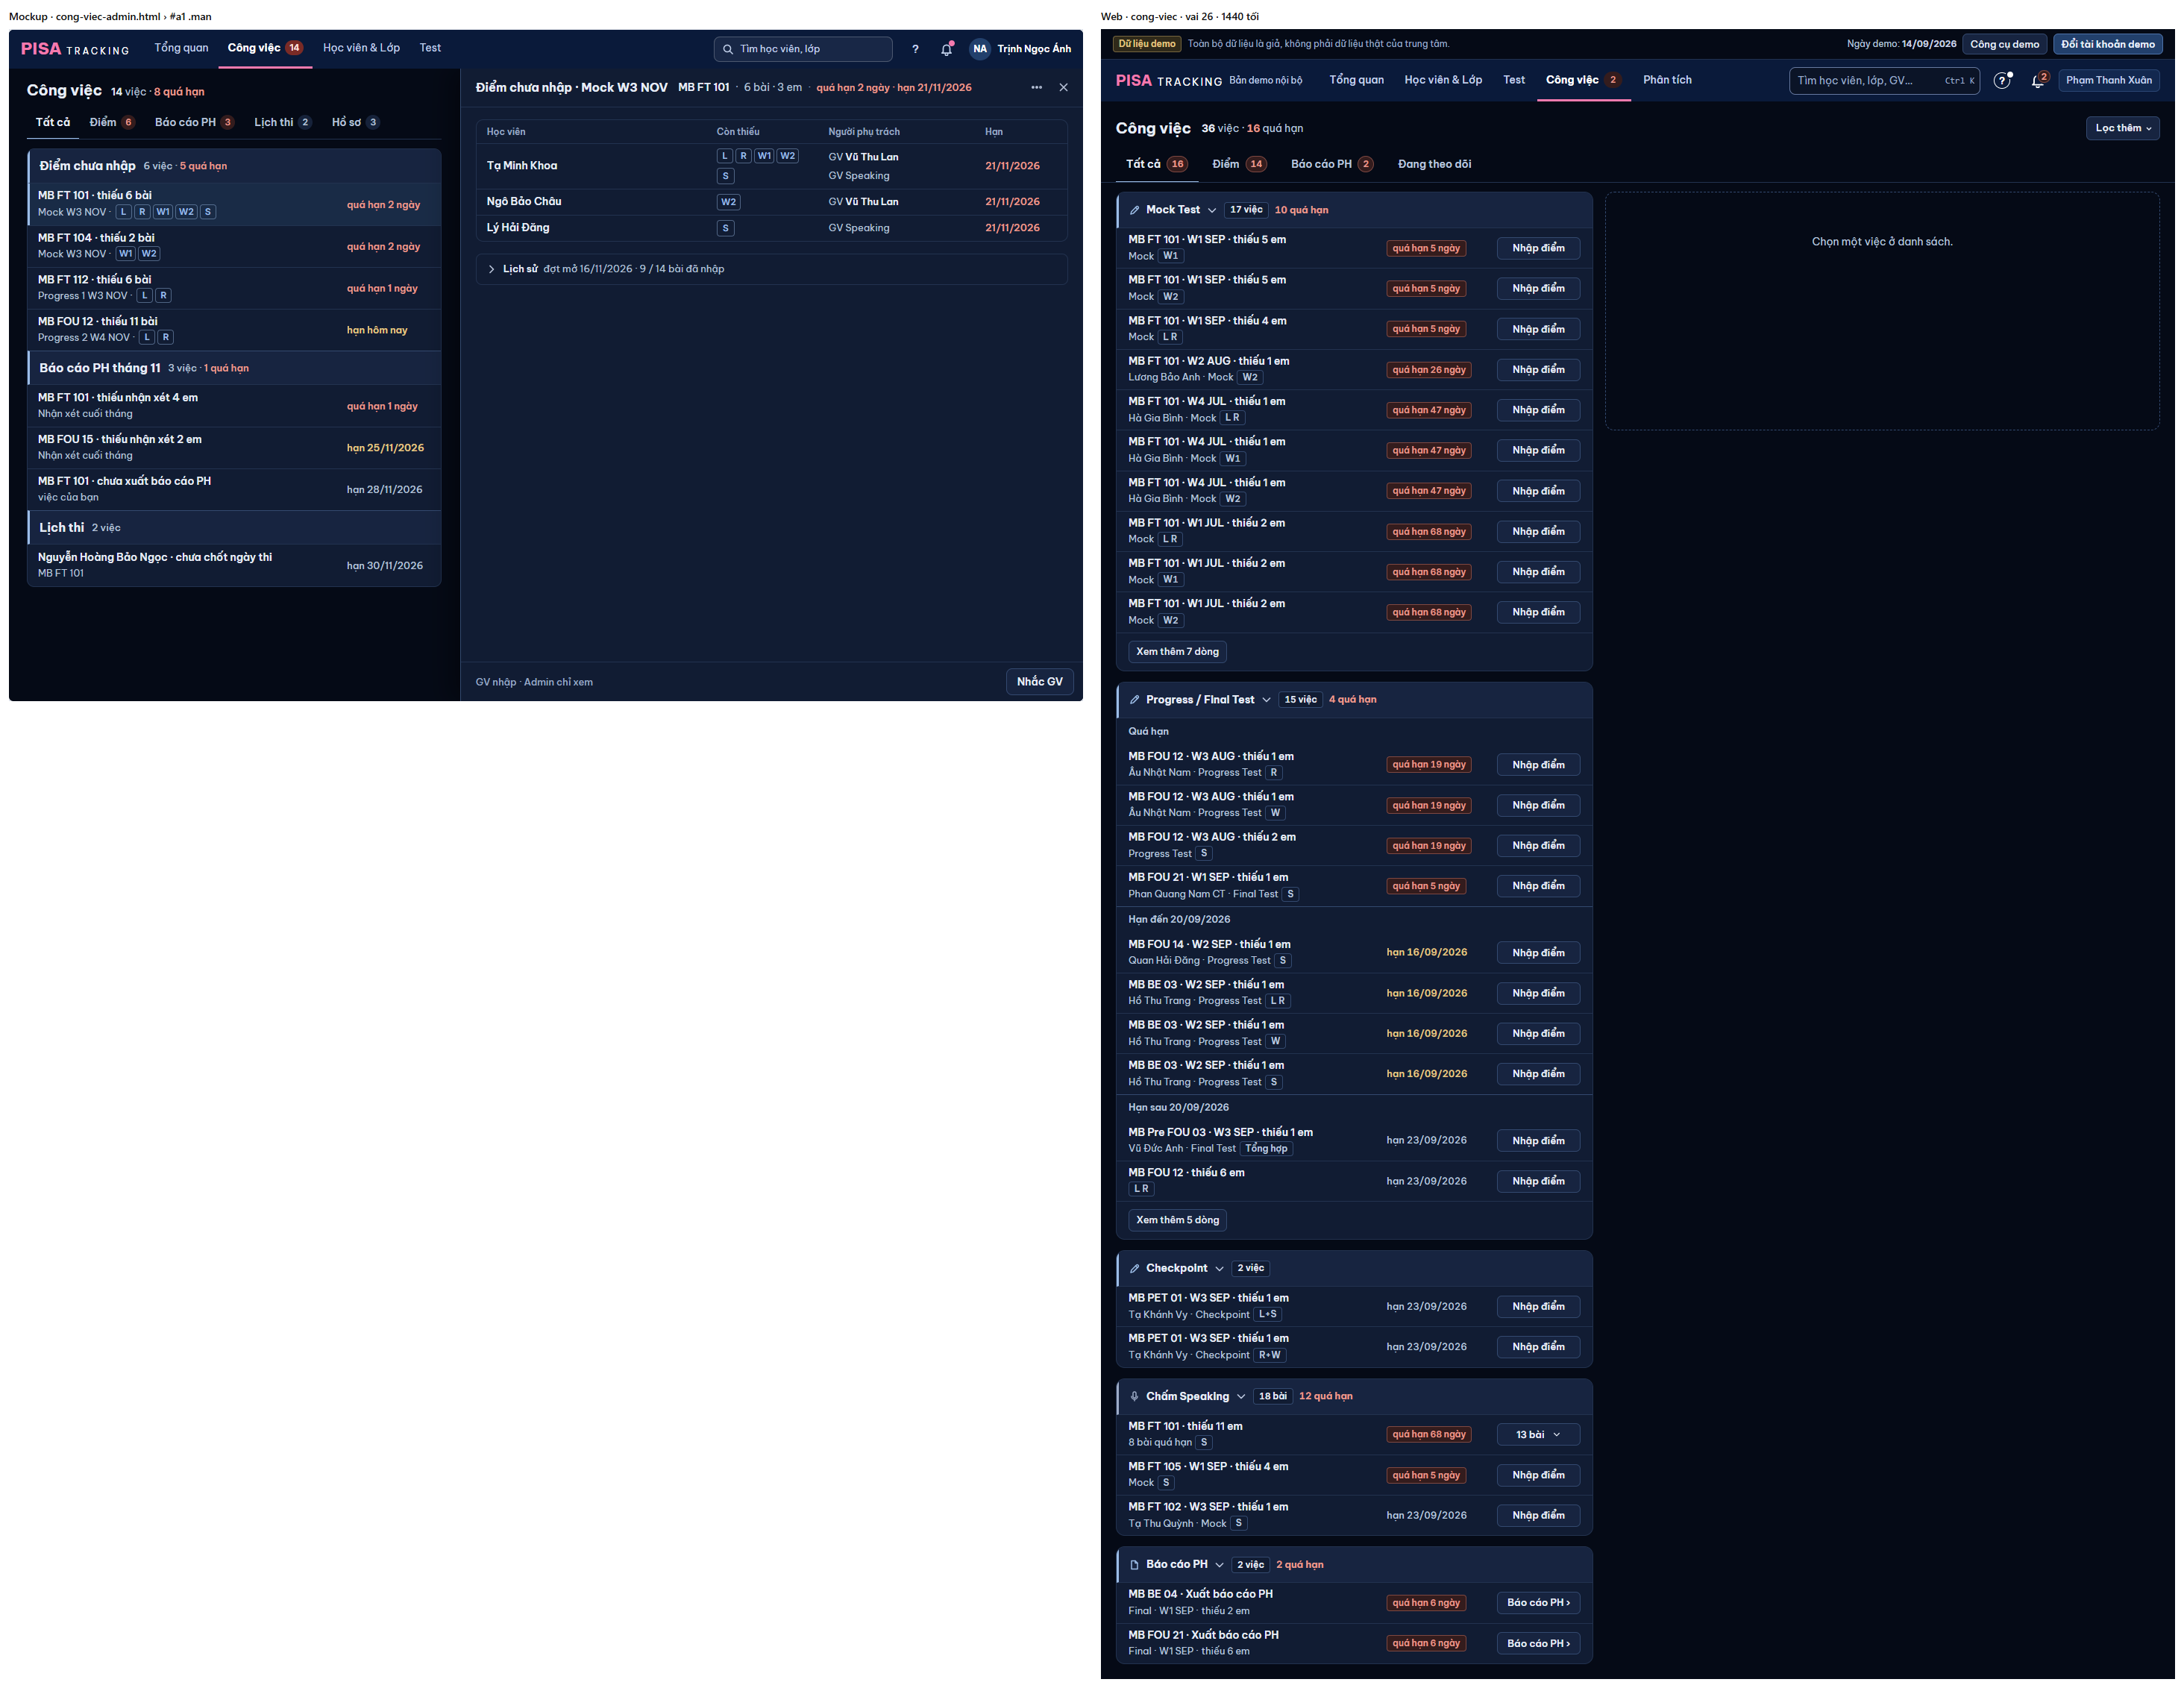 Mockup · cong-viec-admin.html › #a1 .man
PISA TRACKING Tổng quan Công việc 14 Học viên & Lớp Test Tìm học viên, lớp ? NA Trịnh Ngọc Ánh
Công việc 14 việc · 8 quá hạn
Tất cả Điểm 6 Báo cáo PH 3 Lịch thi 2 Hồ sơ 3
Điểm chưa nhập 6 việc · 5 quá hạn
MB FT 101 · thiếu 6 bài
Mock W3 NOV · L R W1 W2 S
quá hạn 2 ngày
MB FT 104 · thiếu 2 bài
Mock W3 NOV · W1 W2
quá hạn 2 ngày
MB FT 112 · thiếu 6 bài
Progress 1 W3 NOV · L R
quá hạn 1 ngày
MB FOU 12 · thiếu 11 bài
Progress 2 W4 NOV · L R
hạn hôm nay
Báo cáo PH tháng 11 3 việc · 1 quá hạn
MB FT 101 · thiếu nhận xét 4 em
Nhận xét cuối tháng
quá hạn 1 ngày
MB FOU 15 · thiếu nhận xét 2 em
Nhận xét cuối tháng
hạn 25/11/2026
MB FT 101 · chưa xuất báo cáo PH
việc của bạn
hạn 28/11/2026
Lịch thi 2 việc
Nguyễn Hoàng Bảo Ngọc · chưa chốt ngày thi
MB FT 101
hạn 30/11/2026
Điểm chưa nhập · Mock W3 NOV MB FT 101 · 6 bài · 3 em · quá hạn 2 ngày · hạn 21/11/2026
Học viên Còn thiếu Người phụ trách Hạn
Tạ Minh Khoa L R W1 W2 S GV Vũ Thu Lan GV Speaking 21/11/2026
Ngô Bảo Châu W2 GV Vũ Thu Lan 21/11/2026
Lý Hải Đăng S GV Speaking 21/11/2026
Lịch sử đợt mở 16/11/2026 · 9 / 14 bài đã nhập
GV nhập · Admin chỉ xem Nhắc GV
Web · cong-viec · vai 26 · 1440 tối
Dữ liệu demo Toàn bộ dữ liệu là giả, không phải dữ liệu thật của trung tâm. Ngày demo: 14/09/2026 Công cụ demo Đổi tài khoản demo
PISA TRACKING Bản demo nội bộ Tổng quan Học viên & Lớp Test Công việc 2 Phân tích Tìm học viên, lớp, GV... Ctrl K ? 2 Phạm Thanh Xuân
Công việc 36 việc · 16 quá hạn Lọc thêm
Tất cả 16 Điểm 14 Báo cáo PH 2 Đang theo dõi
Mock Test 17 việc 10 quá hạn
MB FT 101 · W1 SEP · thiếu 5 em
Mock W1
quá hạn 5 ngày Nhập điểm
MB FT 101 · W1 SEP · thiếu 5 em
Mock W2
quá hạn 5 ngày Nhập điểm
MB FT 101 · W1 SEP · thiếu 4 em
Mock L R
quá hạn 5 ngày Nhập điểm
MB FT 101 · W2 AUG · thiếu 1 em
Lương Bảo Anh · Mock W2
quá hạn 26 ngày Nhập điểm
MB FT 101 · W4 JUL · thiếu 1 em
Hà Gia Bình · Mock L R
quá hạn 47 ngày Nhập điểm
MB FT 101 · W4 JUL · thiếu 1 em
Hà Gia Bình · Mock W1
quá hạn 47 ngày Nhập điểm
MB FT 101 · W4 JUL · thiếu 1 em
Hà Gia Bình · Mock W2
quá hạn 47 ngày Nhập điểm
MB FT 101 · W1 JUL · thiếu 2 em
Mock L R
quá hạn 68 ngày Nhập điểm
MB FT 101 · W1 JUL · thiếu 2 em
Mock W1
quá hạn 68 ngày Nhập điểm
MB FT 101 · W1 JUL · thiếu 2 em
Mock W2
quá hạn 68 ngày Nhập điểm
Xem thêm 7 dòng
Progress / Final Test 15 việc 4 quá hạn
Quá hạn
MB FOU 12 · W3 AUG · thiếu 1 em
Âu Nhật Nam · Progress Test R
quá hạn 19 ngày Nhập điểm
MB FOU 12 · W3 AUG · thiếu 1 em
Âu Nhật Nam · Progress Test W
quá hạn 19 ngày Nhập điểm
MB FOU 12 · W3 AUG · thiếu 2 em
Progress Test S
quá hạn 19 ngày Nhập điểm
MB FOU 21 · W1 SEP · thiếu 1 em
Phan Quang Nam CT · Final Test S
quá hạn 5 ngày Nhập điểm
Hạn đến 20/09/2026
MB FOU 14 · W2 SEP · thiếu 1 em
Quan Hải Đăng · Progress Test S
hạn 16/09/2026 Nhập điểm
MB BE 03 · W2 SEP · thiếu 1 em
Hồ Thu Trang · Progress Test L R
hạn 16/09/2026 Nhập điểm
MB BE 03 · W2 SEP · thiếu 1 em
Hồ Thu Trang · Progress Test W
hạn 16/09/2026 Nhập điểm
MB BE 03 · W2 SEP · thiếu 1 em
Hồ Thu Trang · Progress Test S
hạn 16/09/2026 Nhập điểm
Hạn sau 20/09/2026
MB Pre FOU 03 · W3 SEP · thiếu 1 em
Vũ Đức Anh · Final Test Tổng hợp
hạn 23/09/2026 Nhập điểm
MB FOU 12 · thiếu 6 em
L R
hạn 23/09/2026 Nhập điểm
Xem thêm 5 dòng
Checkpoint 2 việc
MB PET 01 · W3 SEP · thiếu 1 em
Tạ Khánh Vy · Checkpoint L+S
hạn 23/09/2026 Nhập điểm
MB PET 01 · W3 SEP · thiếu 1 em
Tạ Khánh Vy · Checkpoint R+W
hạn 23/09/2026 Nhập điểm
Chấm Speaking 18 bài 12 quá hạn
MB FT 101 · thiếu 11 em
8 bài quá hạn S
quá hạn 68 ngày 13 bài
MB FT 105 · W1 SEP · thiếu 4 em
Mock S
quá hạn 5 ngày Nhập điểm
MB FT 102 · W3 SEP · thiếu 1 em
Tạ Thu Quỳnh · Mock S
hạn 23/09/2026 Nhập điểm
Báo cáo PH 2 việc 2 quá hạn
MB BE 04 · Xuất báo cáo PH
Final · W1 SEP · thiếu 2 em
quá hạn 6 ngày Báo cáo PH ›
MB FOU 21 · Xuất báo cáo PH
Final · W1 SEP · thiếu 6 em
quá hạn 6 ngày Báo cáo PH ›
Chọn một việc ở danh sách.